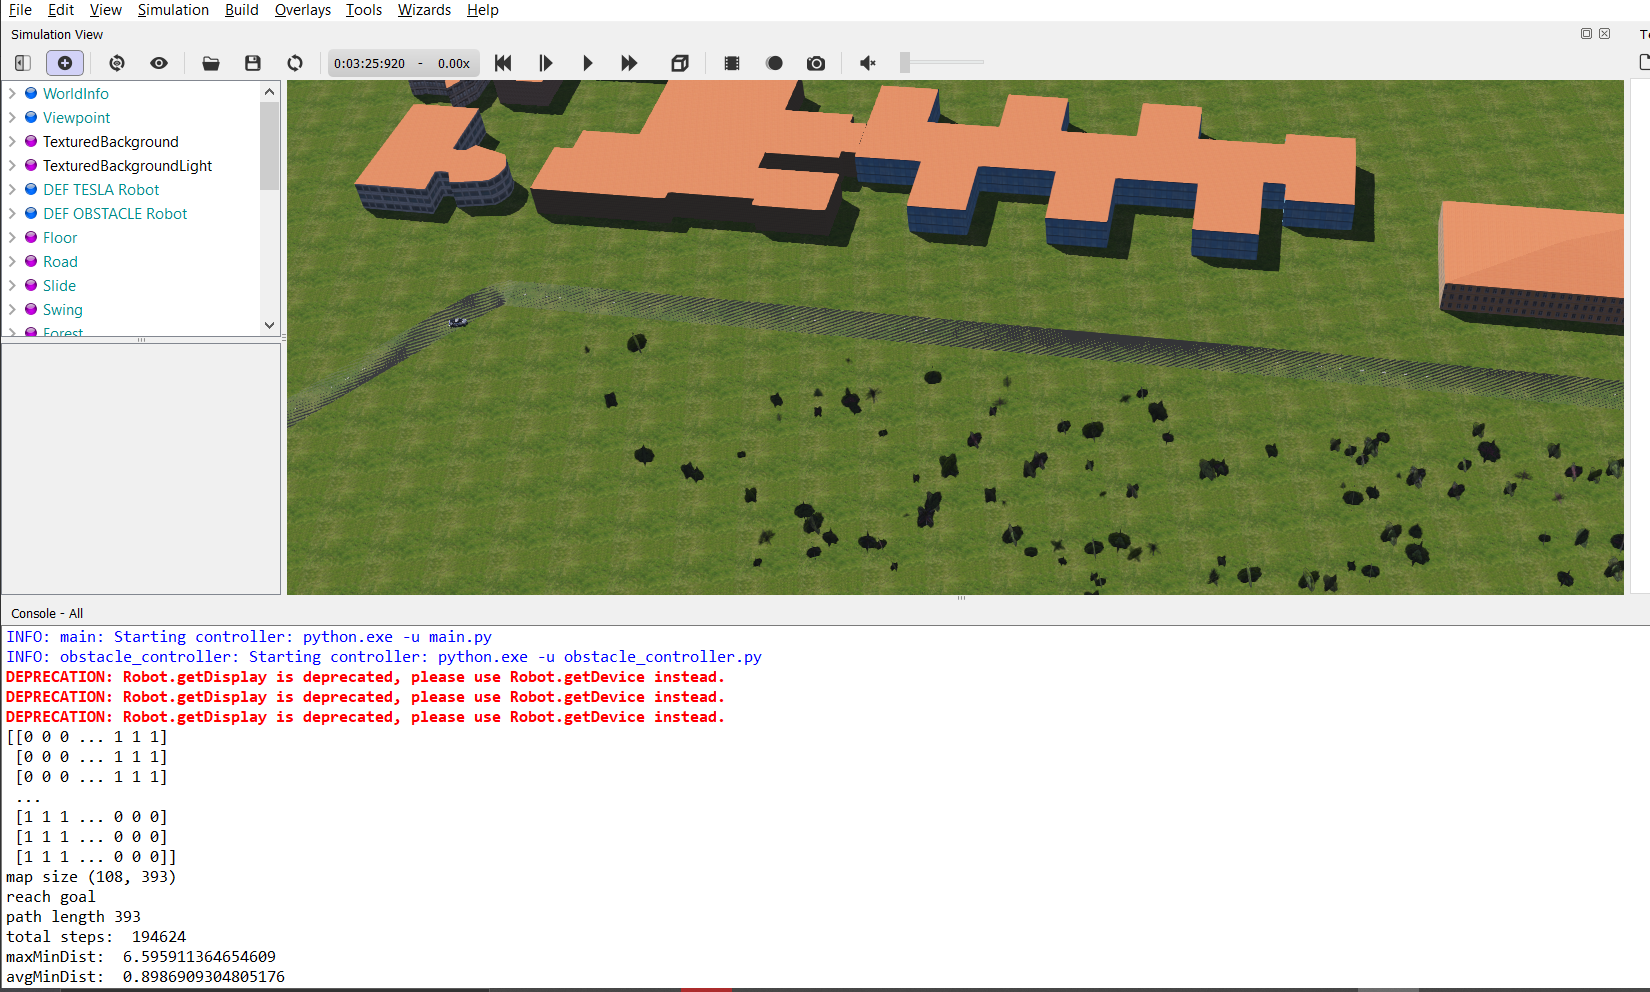 File Edit View Simulation Build Overlays Tools Wizards Help
Simulation View
0:03:25:920 - 0.00x
WorldInfo
Viewpoint
TexturedBackground
TexturedBackgroundLight
DEF TESLA Robot
DEF OBSTACLE Robot
Floor
Road
Slide
Swing
Forest
Console - All
INFO: main: Starting controller: python.exe -u main.py
INFO: obstacle_controller: Starting controller: python.exe -u obstacle_controller.py
DEPRECATION: Robot.getDisplay is deprecated, please use Robot.getDevice instead.
DEPRECATION: Robot.getDisplay is deprecated, please use Robot.getDevice instead.
DEPRECATION: Robot.getDisplay is deprecated, please use Robot.getDevice instead.
[[0 0 0 ... 1 1 1]
[0 0 0 ... 1 1 1]
[0 0 0 ... 1 1 1]
...
[1 1 1 ... 0 0 0]
[1 1 1 ... 0 0 0]
[1 1 1 ... 0 0 0]]
map size (108, 393)
reach goal
path length 393
total steps:  194624
maxMinDist:  6.595911364654609
avgMinDist:  0.8986909304805176